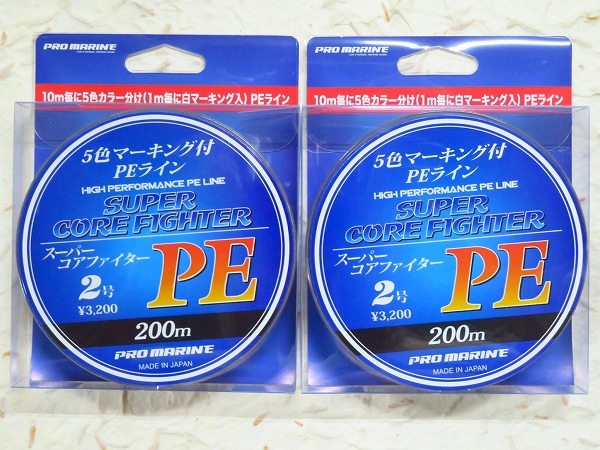 PRO MARINE
10m毎に5色カラー分け(1m毎に白マーキング入)PEライン
5色マーキング付
PEライン
HIGH PERFORMANCE PE LINE
SUPER
CORE FIGHTER
スーパー
コアファイター
PE
2号
¥3,200
200m
PRO MARINE
MADE IN JAPAN
PRO MARINE
10m毎に5色カラー分け(1m毎に白マーキング入)PEライン
5色マーキング付
PEライン
HIGH PERFORMANCE PE LINE
SUPER
CORE FIGHTER
スーパー
コアファイター
PE
2号
¥3,200
200m
PRO MARINE
MADE IN JAPAN